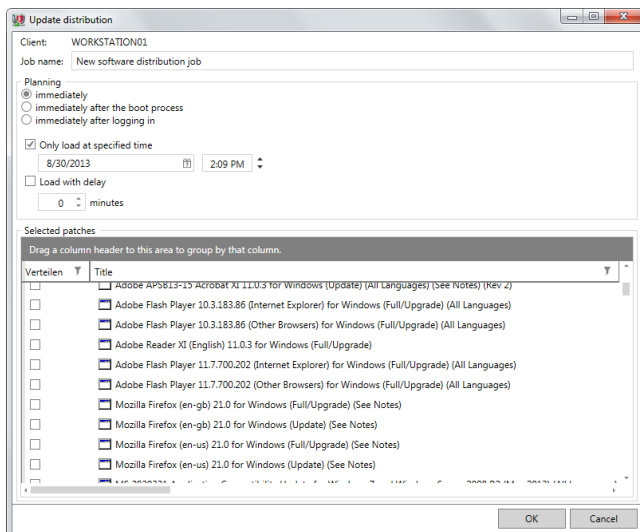 Update distribution
Client: WORKSTATION01
Job name: New software distribution job
Planning
immediately
immediately after the boot process
immediately after logging in
Only load at specified time
8/30/2013 2:09 PM
Load with delay
0 minutes
Selected patches
Drag a column header to this area to group by that column.
Verteilen Title
Adobe APSB13-15 Acrobat XI 11.0.3 for Windows (Update) (All Languages) (See Notes) (Rev 2)
Adobe Flash Player 10.3.183.86 (Internet Explorer) for Windows (Full/Upgrade) (All Languages)
Adobe Flash Player 10.3.183.86 (Other Browsers) for Windows (Full/Upgrade) (All Languages)
Adobe Reader XI (English) 11.0.3 for Windows (Full/Upgrade)
Adobe Flash Player 11.7.700.202 (Internet Explorer) for Windows (Full/Upgrade) (All Languages)
Adobe Flash Player 11.7.700.202 (Other Browsers) for Windows (Full/Upgrade) (All Languages)
Mozilla Firefox (en-gb) 21.0 for Windows (Full/Upgrade) (See Notes)
Mozilla Firefox (en-gb) 21.0 for Windows (Update) (See Notes)
Mozilla Firefox (en-us) 21.0 for Windows (Full/Upgrade) (See Notes)
Mozilla Firefox (en-us) 21.0 for Windows (Update) (See Notes)
OK Cancel